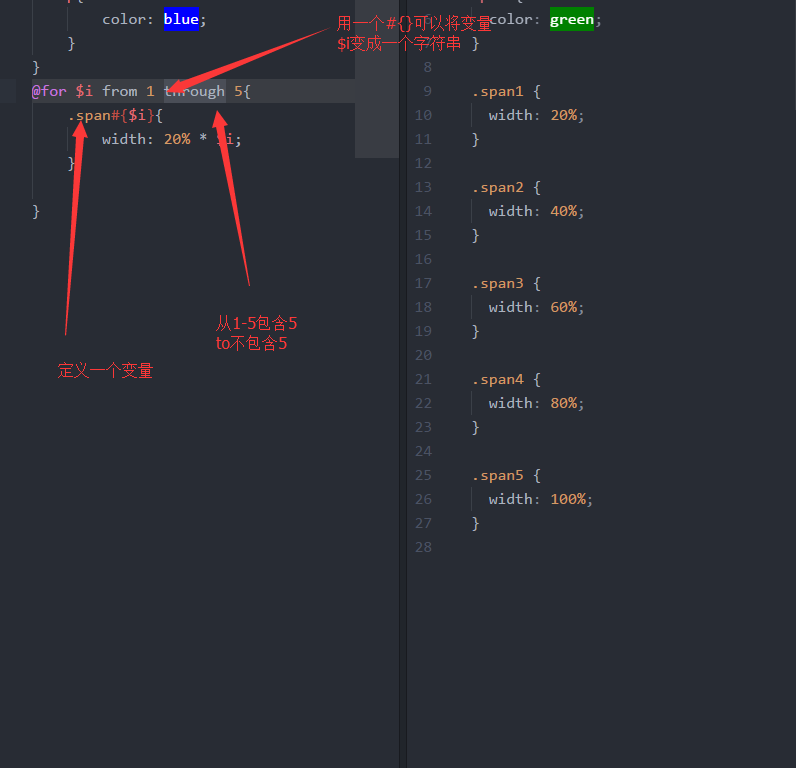 color: blue;
}
}
@for $i from 1 through 5{
.span#{$i}{
width: 20% * $i;
}
}
用一个#{}可以将变量
$i变成一个字符串
从1-5包含5
to不包含5
定义一个变量
color: green;
}
8
9 .span1 {
10 width: 20%;
11 }
12
13 .span2 {
14 width: 40%;
15 }
16
17 .span3 {
18 width: 60%;
19 }
20
21 .span4 {
22 width: 80%;
23 }
24
25 .span5 {
26 width: 100%;
27 }
28